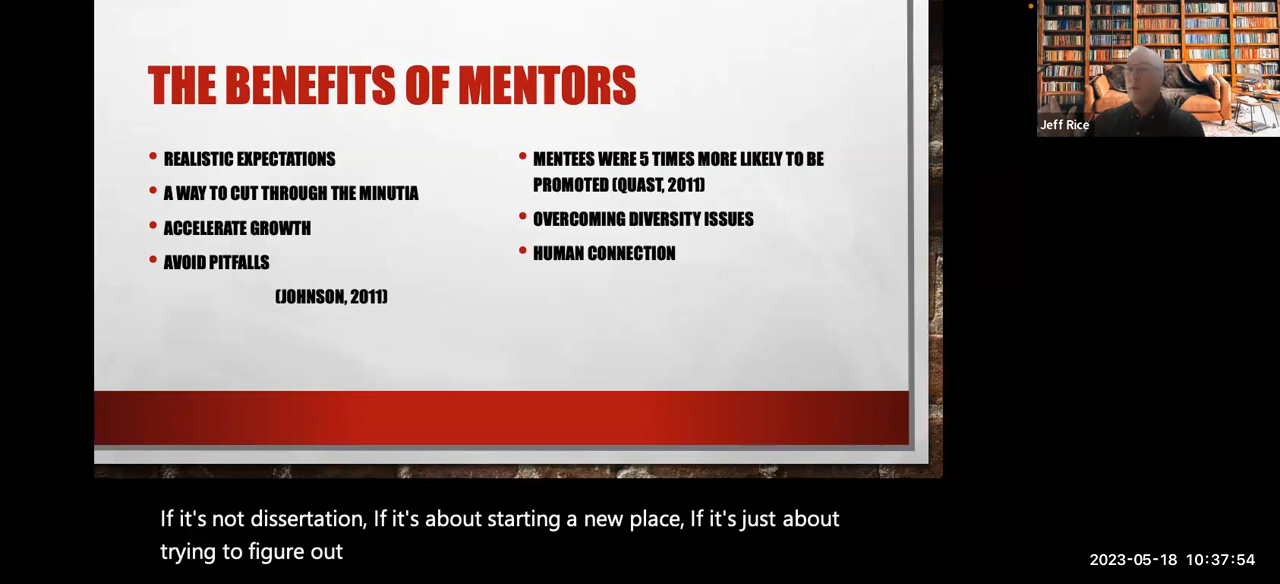 THE BENEFITS OF MENTORS
• REALISTIC EXPECTATIONS
• A WAY TO CUT THROUGH THE MINUTIA
• ACCELERATE GROWTH
• AVOID PITFALLS
(JOHNSON, 2011)
• MENTEES WERE 5 TIMES MORE LIKELY TO BE
PROMOTED (QUAST, 2011)
• OVERCOMING DIVERSITY ISSUES
• HUMAN CONNECTION
Jeff Rice
If it's not dissertation, If it's about starting a new place, If it's just about
trying to figure out
2023-05-18 10:37:54